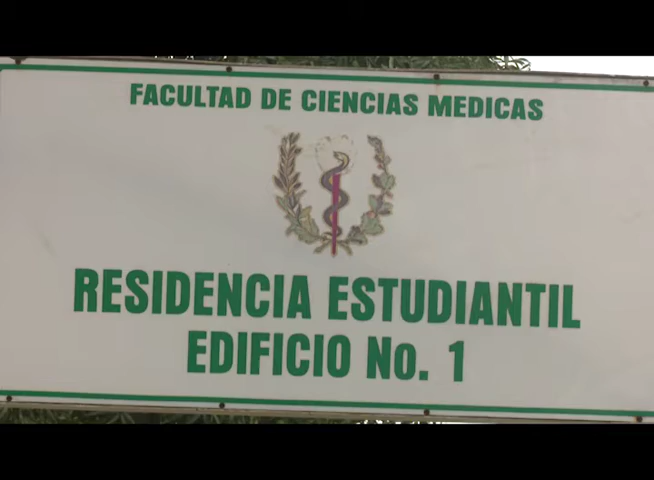 FACULTAD DE CIENCIAS MEDICAS
RESIDENCIA ESTUDIANTIL
EDIFICIO No. 1